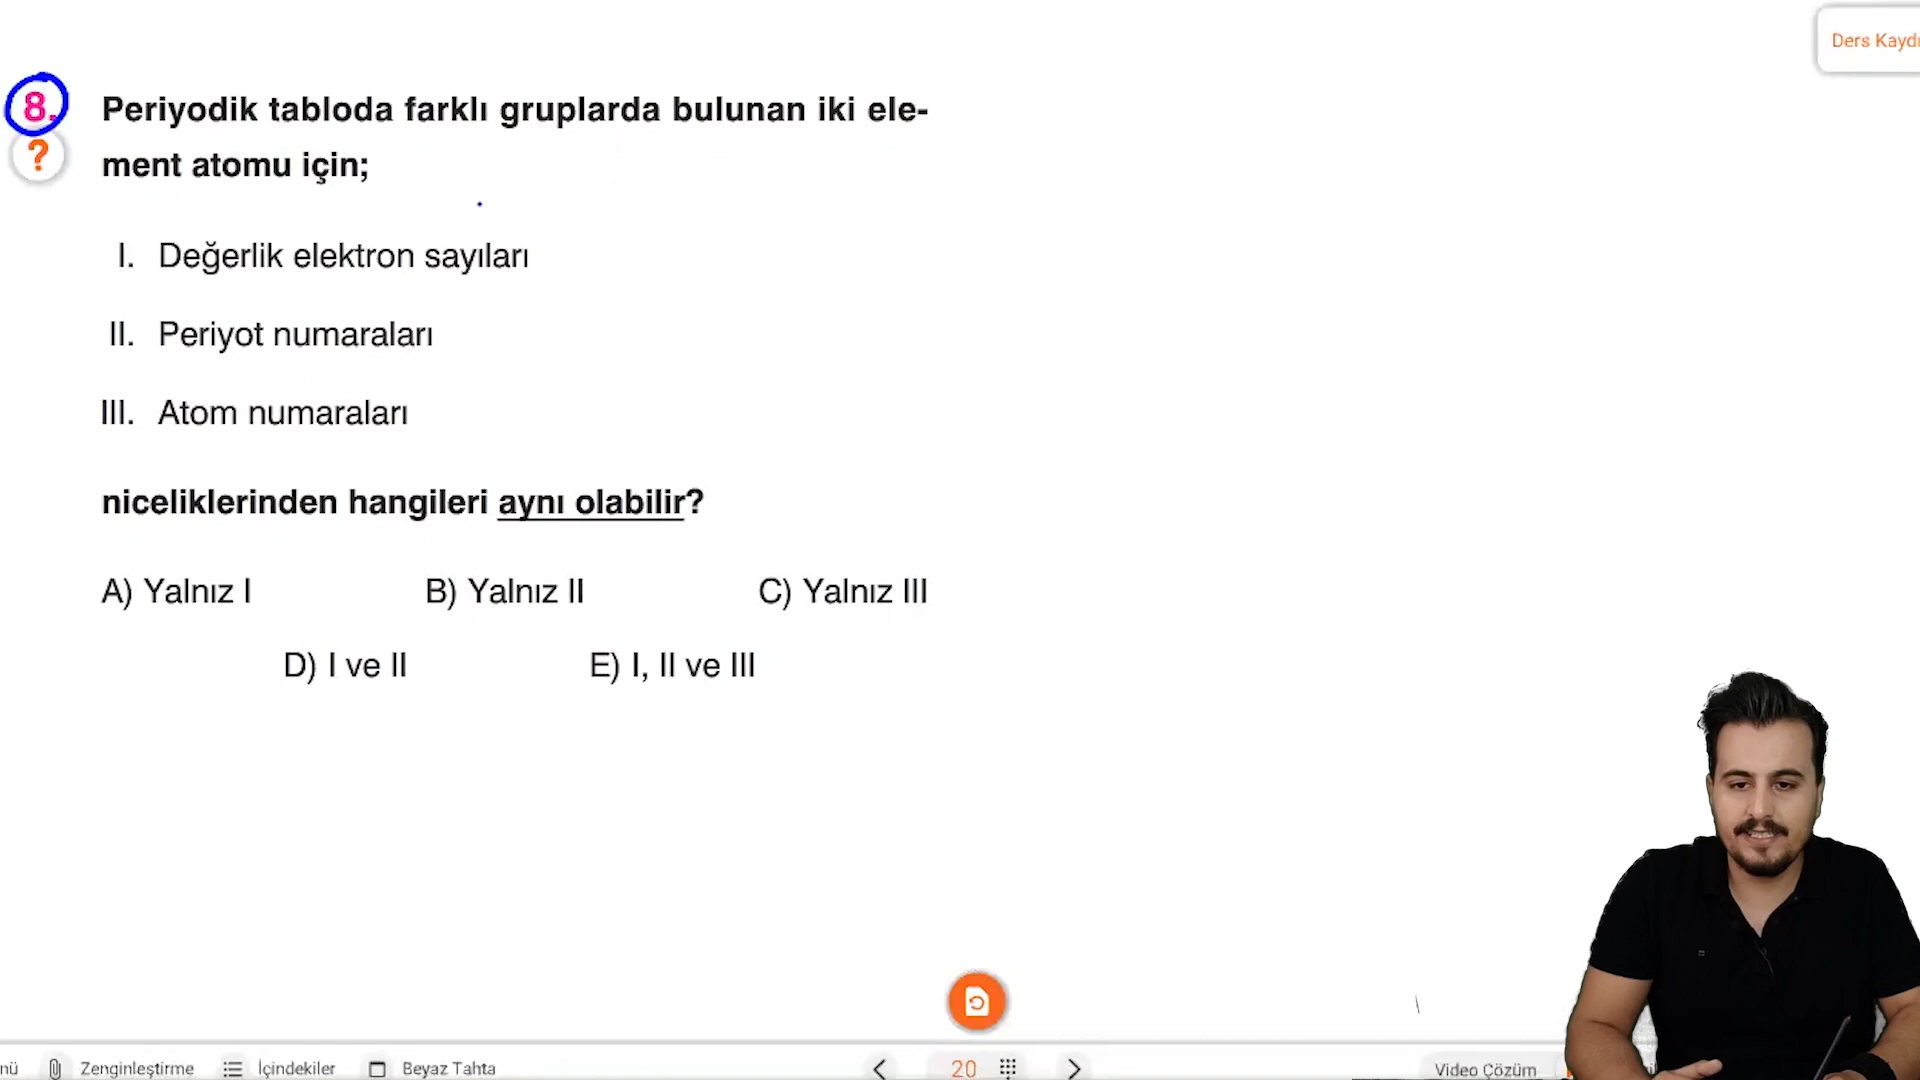 Ders Kaydı
8. Periyodik tabloda farklı gruplarda bulunan iki ele-
?
ment atomu için;
I. Değerlik elektron sayıları
II. Periyot numaraları
III. Atom numaraları
niceliklerinden hangileri aynı olabilir?
A) Yalnız I B) Yalnız II C) Yalnız III
D) I ve II E) I, II ve III
nü Zenginleştirme İçindekiler Beyaz Tahta 20 Video Çözüm